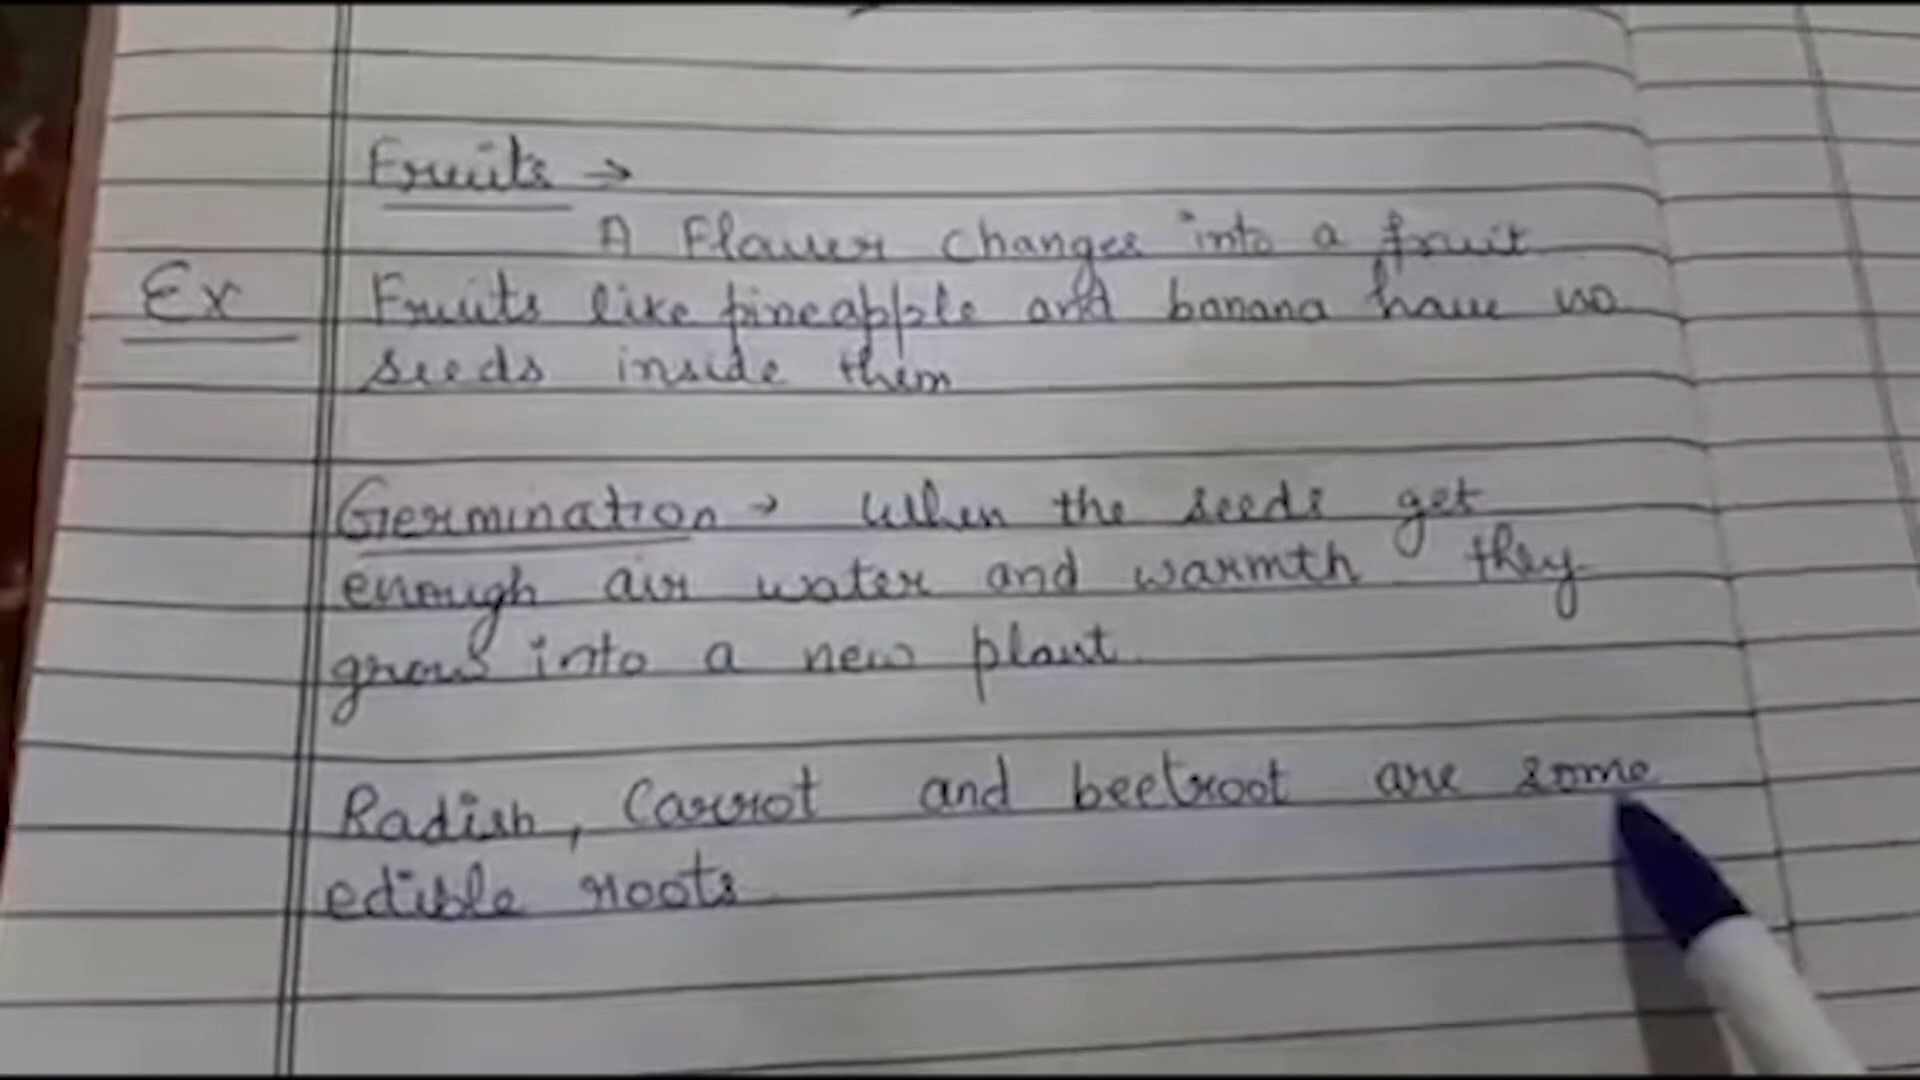 Fruits →
A Flower Changes into a fruit
Ex Fruits like pineapple and banana have no
seeds inside them
Germination → When the seeds get
enough air water and warmth they
grow into a new plant.
Radish, Carrot and beetroot are some
edible roots